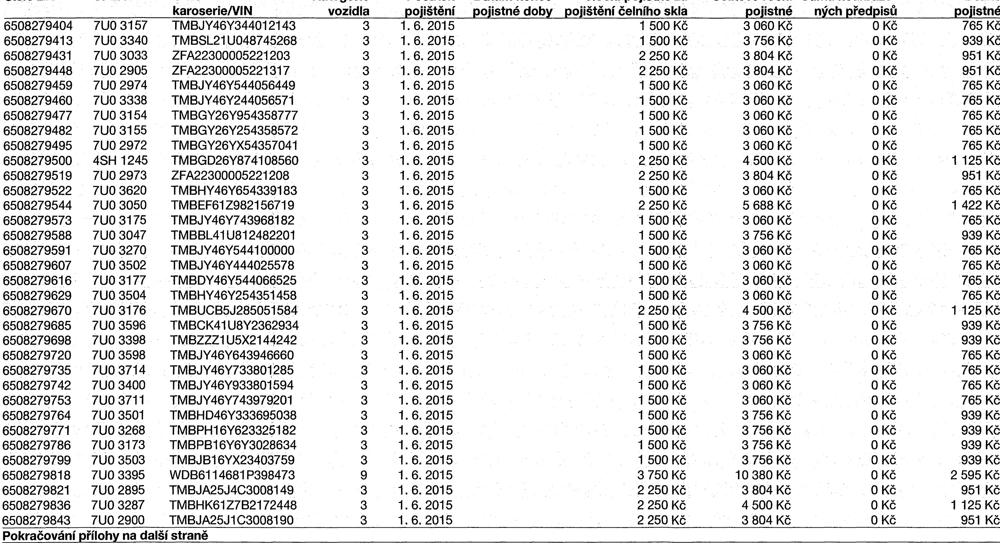 karoserie/VIN vozidla pojištění pojistné doby pojištění čelního skla pojistné ných předpisů pojistné
6508279404 7U0 3157 TMBJY46Y344012143 3 1. 6. 2015 1 500 Kč 3 060 Kč 0 Kč 765 Kč
6508279413 7U0 3340 TMBSL21U048745268 3 1. 6. 2015 1 500 Kč 3 756 Kč 0 Kč 939 Kč
6508279431 7U0 3033 ZFA22300005221203 3 1. 6. 2015 2 250 Kč 3 804 Kč 0 Kč 951 Kč
6508279448 7U0 2905 ZFA22300005221317 3 1. 6. 2015 2 250 Kč 3 804 Kč 0 Kč 951 Kč
6508279459 7U0 2974 TMBJY46Y544056449 3 1. 6. 2015 1 500 Kč 3 060 Kč 0 Kč 765 Kč
6508279460 7U0 3338 TMBJY46Y244056571 3 1. 6. 2015 1 500 Kč 3 060 Kč 0 Kč 765 Kč
6508279477 7U0 3154 TMBGY26Y954358777 3 1. 6. 2015 1 500 Kč 3 060 Kč 0 Kč 765 Kč
6508279482 7U0 3155 TMBGY26Y254358572 3 1. 6. 2015 1 500 Kč 3 060 Kč 0 Kč 765 Kč
6508279495 7U0 2972 TMBGY26YX54357041 3 1. 6. 2015 1 500 Kč 3 060 Kč 0 Kč 765 Kč
6508279500 4SH 1245 TMBGD26Y874108560 3 1. 6. 2015 2 250 Kč 4 500 Kč 0 Kč 1 125 Kč
6508279519 7U0 2973 ZFA22300005221208 3 1. 6. 2015 2 250 Kč 3 804 Kč 0 Kč 951 Kč
6508279522 7U0 3620 TMBHY46Y654339183 3 1. 6. 2015 1 500 Kč 3 060 Kč 0 Kč 765 Kč
6508279544 7U0 3050 TMBEF61Z982156719 3 1. 6. 2015 2 250 Kč 5 688 Kč 0 Kč 1 422 Kč
6508279573 7U0 3175 TMBJY46Y743968182 3 1. 6. 2015 1 500 Kč 3 060 Kč 0 Kč 765 Kč
6508279588 7U0 3047 TMBBL41U812482201 3 1. 6. 2015 1 500 Kč 3 756 Kč 0 Kč 939 Kč
6508279591 7U0 3270 TMBJY46Y544100000 3 1. 6. 2015 1 500 Kč 3 060 Kč 0 Kč 765 Kč
6508279607 7U0 3502 TMBJY46Y444025578 3 1. 6. 2015 1 500 Kč 3 060 Kč 0 Kč 765 Kč
6508279616 7U0 3177 TMBDY46Y544066525 3 1. 6. 2015 1 500 Kč 3 060 Kč 0 Kč 765 Kč
6508279629 7U0 3504 TMBHY46Y254351458 3 1. 6. 2015 1 500 Kč 3 060 Kč 0 Kč 765 Kč
6508279670 7U0 3176 TMBUCB5J285051584 3 1. 6. 2015 2 250 Kč 4 500 Kč 0 Kč 1 125 Kč
6508279685 7U0 3596 TMBCK41U8Y2362934 3 1. 6. 2015 1 500 Kč 3 756 Kč 0 Kč 939 Kč
6508279698 7U0 3398 TMBZZZ1U5X2144242 3 1. 6. 2015 1 500 Kč 3 756 Kč 0 Kč 939 Kč
6508279720 7U0 3598 TMBJY46Y643946660 3 1. 6. 2015 1 500 Kč 3 060 Kč 0 Kč 765 Kč
6508279735 7U0 3714 TMBJY46Y733801285 3 1. 6. 2015 1 500 Kč 3 060 Kč 0 Kč 765 Kč
6508279742 7U0 3400 TMBJY46Y933801594 3 1. 6. 2015 1 500 Kč 3 060 Kč 0 Kč 765 Kč
6508279753 7U0 3711 TMBJY46Y743979201 3 1. 6. 2015 1 500 Kč 3 060 Kč 0 Kč 765 Kč
6508279764 7U0 3501 TMBHD46Y333695038 3 1. 6. 2015 1 500 Kč 3 756 Kč 0 Kč 939 Kč
6508279771 7U0 3268 TMBPH16Y623325182 3 1. 6. 2015 1 500 Kč 3 756 Kč 0 Kč 939 Kč
6508279786 7U0 3173 TMBPB16Y6Y3028634 3 1. 6. 2015 1 500 Kč 3 756 Kč 0 Kč 939 Kč
6508279799 7U0 3503 TMBJB16YX23403759 3 1. 6. 2015 1 500 Kč 3 756 Kč 0 Kč 939 Kč
6508279818 7U0 3395 WDB6114681P398473 9 1. 6. 2015 3 750 Kč 10 380 Kč 0 Kč 2 595 Kč
6508279821 7U0 2895 TMBJA25J4C3008149 3 1. 6. 2015 2 250 Kč 3 804 Kč 0 Kč 951 Kč
6508279836 7U0 3287 TMBHK61Z7B2172448 3 1. 6. 2015 2 250 Kč 4 500 Kč 0 Kč 1 125 Kč
6508279843 7U0 2900 TMBJA25J1C3008190 3 1. 6. 2015 2 250 Kč 3 804 Kč 0 Kč 951 Kč
Pokračování přílohy na další straně